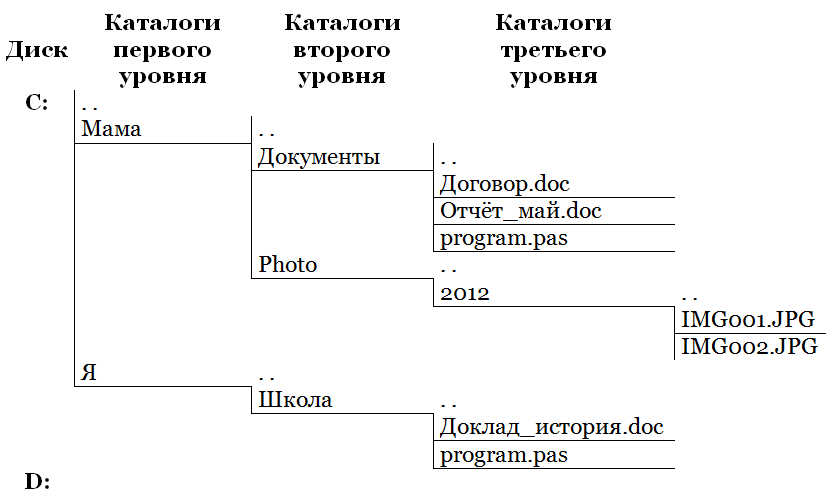 Диск
Каталоги
первого
уровня
Каталоги
второго
уровня
Каталоги
третьего
уровня
C:
. .
Мама
. .
Документы
. .
Договор.doc
Отчёт_май.doc
program.pas
Photo
. .
2012
. .
IMG001.JPG
IMG002.JPG
Я
. .
Школа
. .
Доклад_история.doc
program.pas
D: